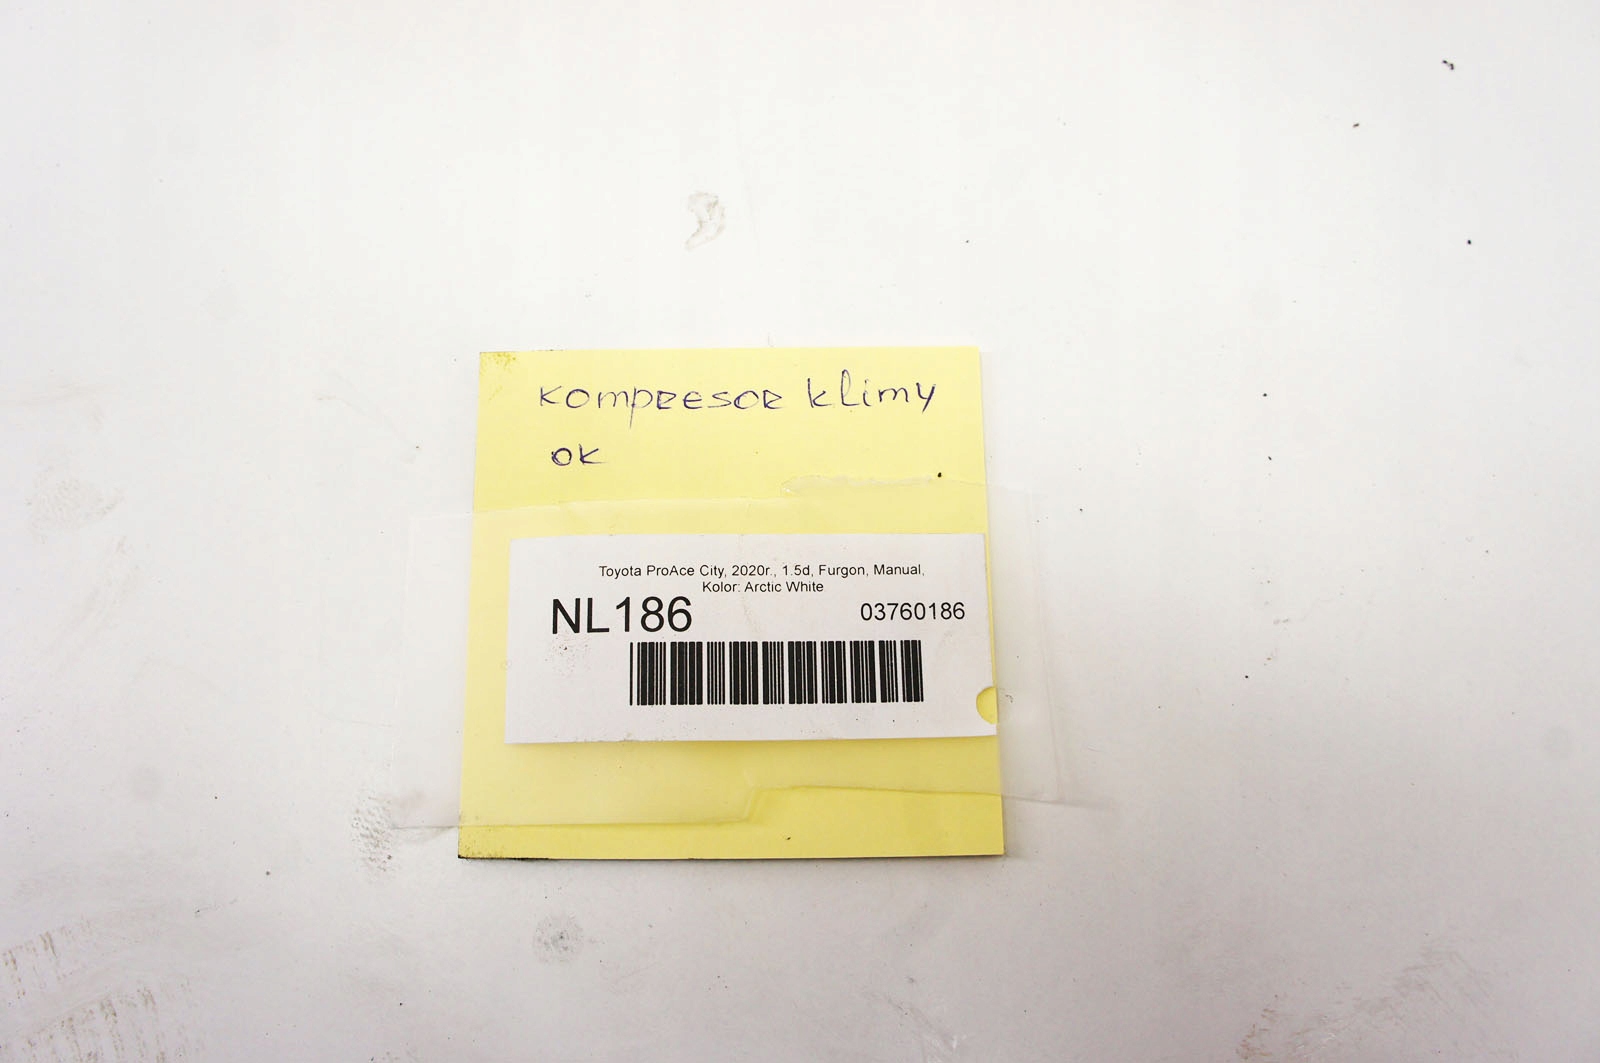 kompresor klimy
ok
Toyota ProAce City, 2020r., 1.5d, Furgon, Manual,
Kolor: Arctic White
NL186 03760186